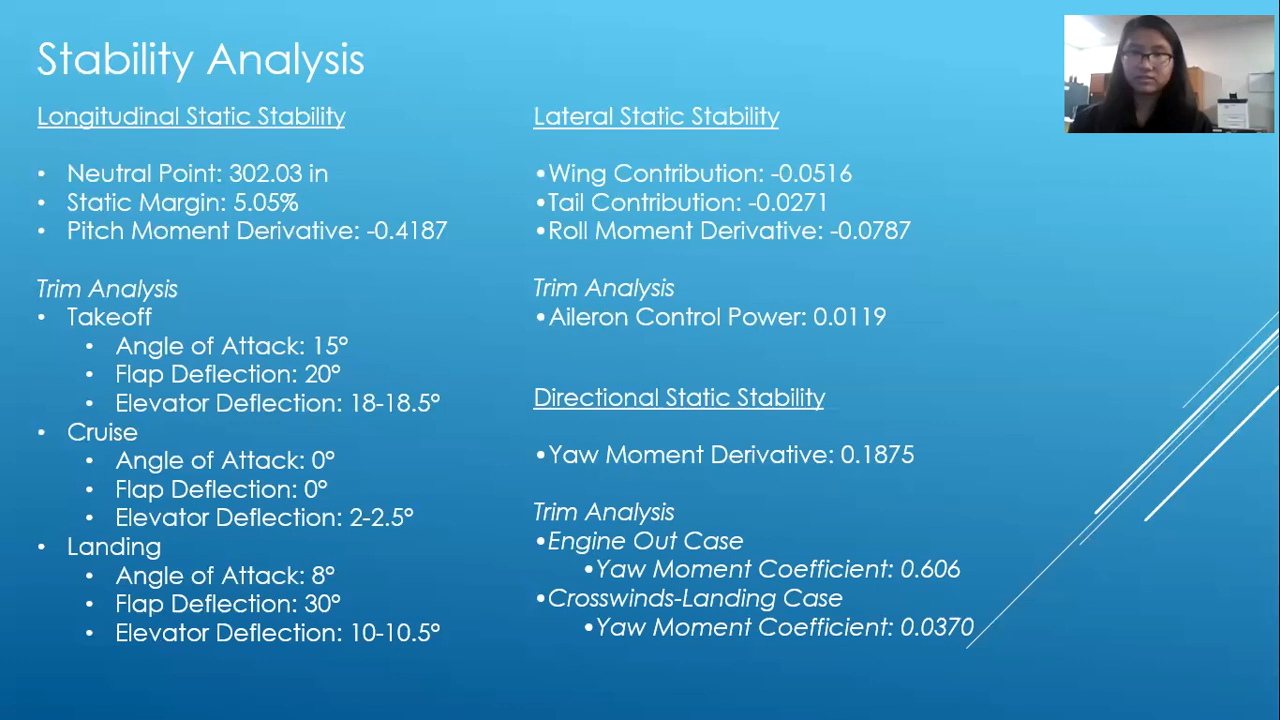 Stability Analysis
Longitudinal Static Stability
• Neutral Point: 302.03 in
• Static Margin: 5.05%
• Pitch Moment Derivative: -0.4187
Trim Analysis
• Takeoff
• Angle of Attack: 15°
• Flap Deflection: 20°
• Elevator Deflection: 18-18.5°
• Cruise
• Angle of Attack: 0°
• Flap Deflection: 0°
• Elevator Deflection: 2-2.5°
• Landing
• Angle of Attack: 8°
• Flap Deflection: 30°
• Elevator Deflection: 10-10.5°
Lateral Static Stability
•Wing Contribution: -0.0516
•Tail Contribution: -0.0271
•Roll Moment Derivative: -0.0787
Trim Analysis
•Aileron Control Power: 0.0119
Directional Static Stability
•Yaw Moment Derivative: 0.1875
Trim Analysis
•Engine Out Case
•Yaw Moment Coefficient: 0.606
•Crosswinds-Landing Case
•Yaw Moment Coefficient: 0.0370